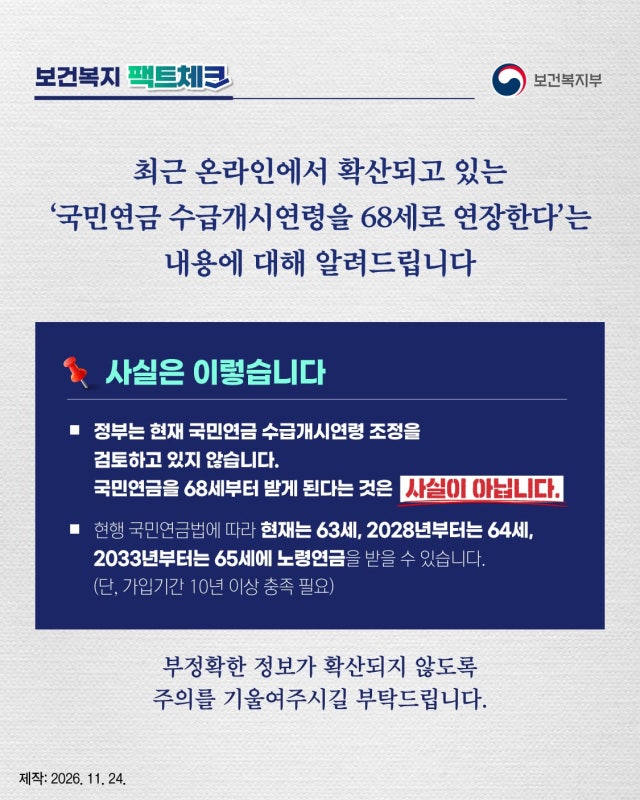 보건복지 팩트체크
보건복지부
최근 온라인에서 확산되고 있는
‘국민연금 수급개시연령을 68세로 연장한다’는
내용에 대해 알려드립니다
사실은 이렇습니다
■ 정부는 현재 국민연금 수급개시연령 조정을
검토하고 있지 않습니다.
국민연금을 68세부터 받게 된다는 것은 사실이 아닙니다.
■ 현행 국민연금법에 따라 현재는 63세, 2028년부터는 64세,
2033년부터는 65세에 노령연금을 받을 수 있습니다.
(단, 가입기간 10년 이상 충족 필요)
부정확한 정보가 확산되지 않도록
주의를 기울여주시길 부탁드립니다.
제작: 2026. 11. 24.